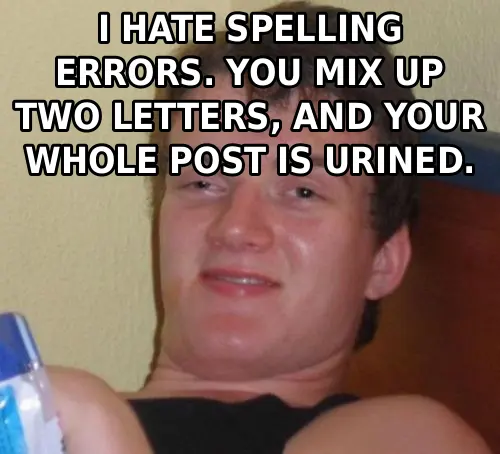 I HATE SPELLING
ERRORS. YOU MIX UP
TWO LETTERS, AND YOUR
WHOLE POST IS URINED.